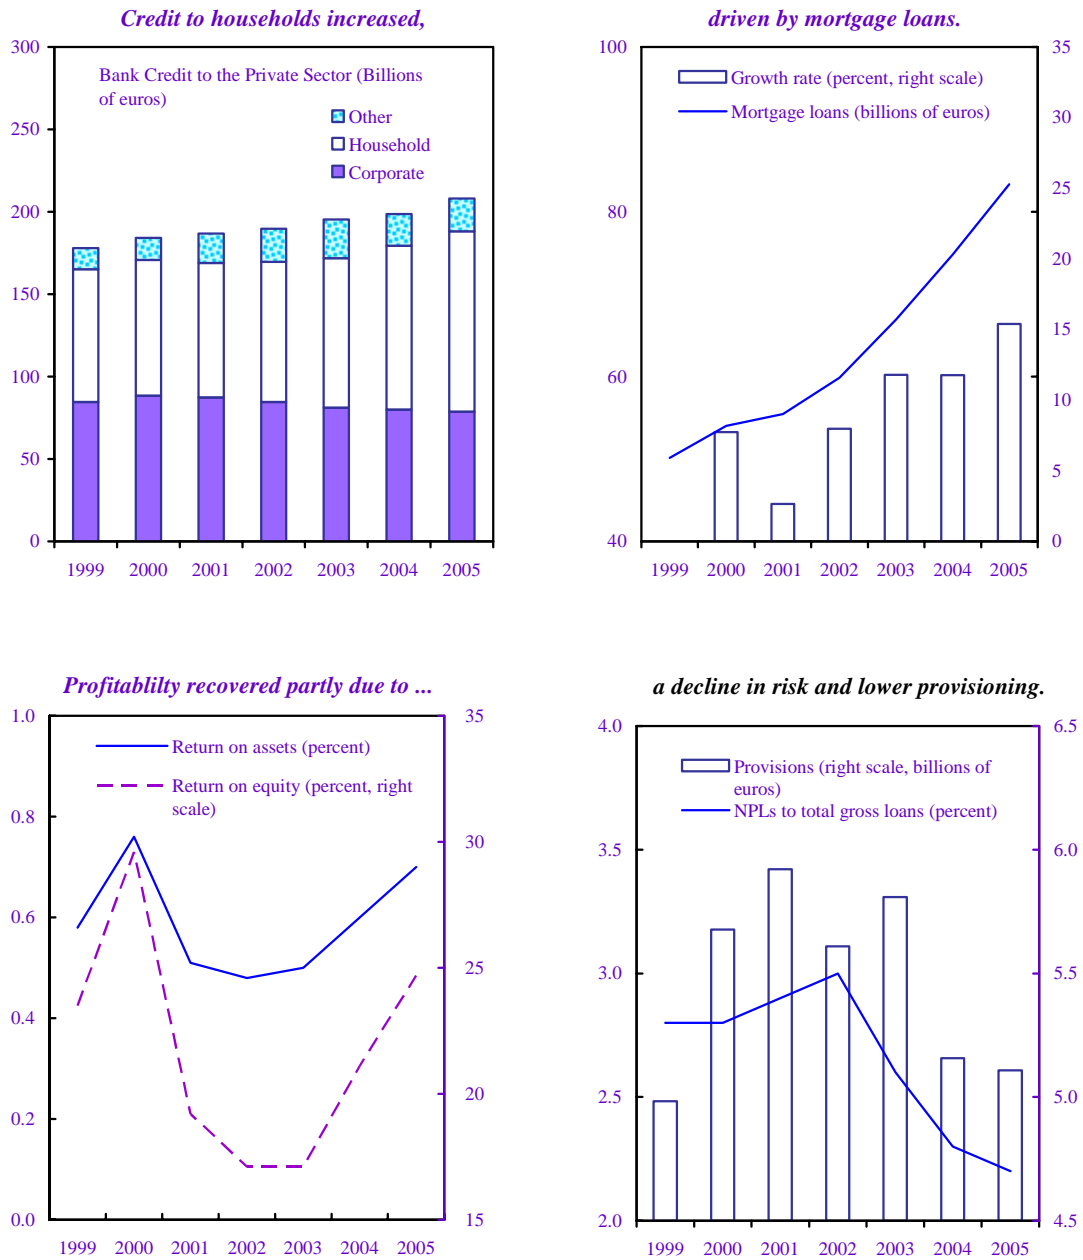 Credit to households increased,
300
250
200
150
100
50
0
Bank Credit to the Private Sector (Billions
of euros)
Other
Household
Corporate
1999 2000 2001 2002 2003 2004 2005
driven by mortgage loans.
100
80
60
40
35
30
25
20
15
10
5
0
Growth rate (percent, right scale)
Mortgage loans (billions of euros)
1999 2000 2001 2002 2003 2004 2005
Profitablilty recovered partly due to ...
1.0
0.8
0.6
0.4
0.2
0.0
35
30
25
20
15
Return on assets (percent)
Return on equity (percent, right
scale)
1999 2000 2001 2002 2003 2004 2005
a decline in risk and lower provisioning.
4.0
3.5
3.0
2.5
2.0
6.5
6.0
5.5
5.0
4.5
Provisions (right scale, billions of
euros)
NPLs to total gross loans (percent)
1999 2000 2001 2002 2003 2004 2005